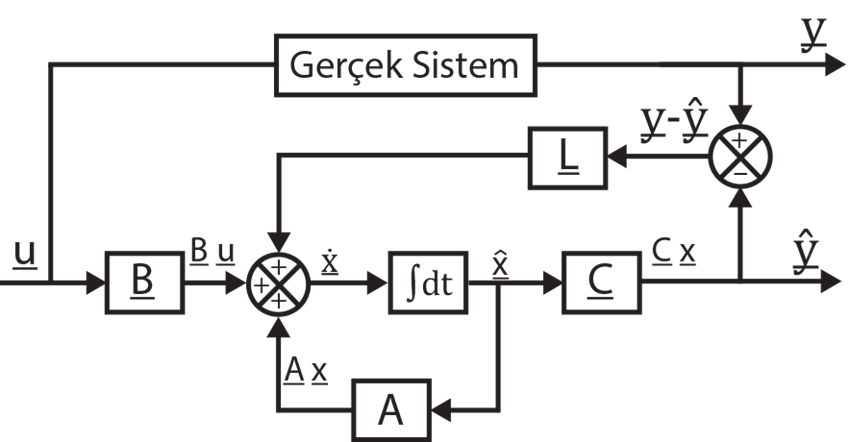 y
Gerçek Sistem
y-ŷ
+
−
L
u
B
B u
+
+
+
ẋ
∫dt
x̂
C
C x
ŷ
A x
A